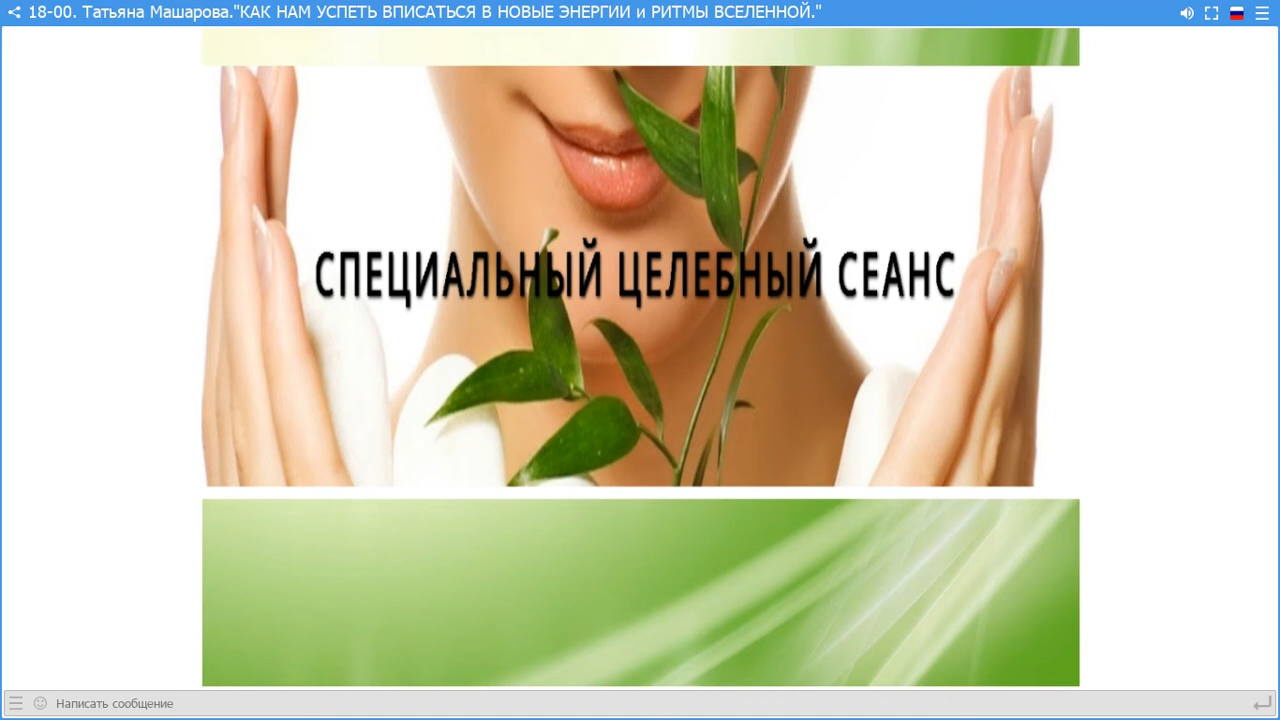 18-00. Татьяна Машарова."КАК НАМ УСПЕТЬ ВПИСАТЬСЯ В НОВЫЕ ЭНЕРГИИ и РИТМЫ ВСЕЛЕННОЙ."
СПЕЦИАЛЬНЫЙ ЦЕЛЕБНЫЙ СЕАНС
Написать сообщение